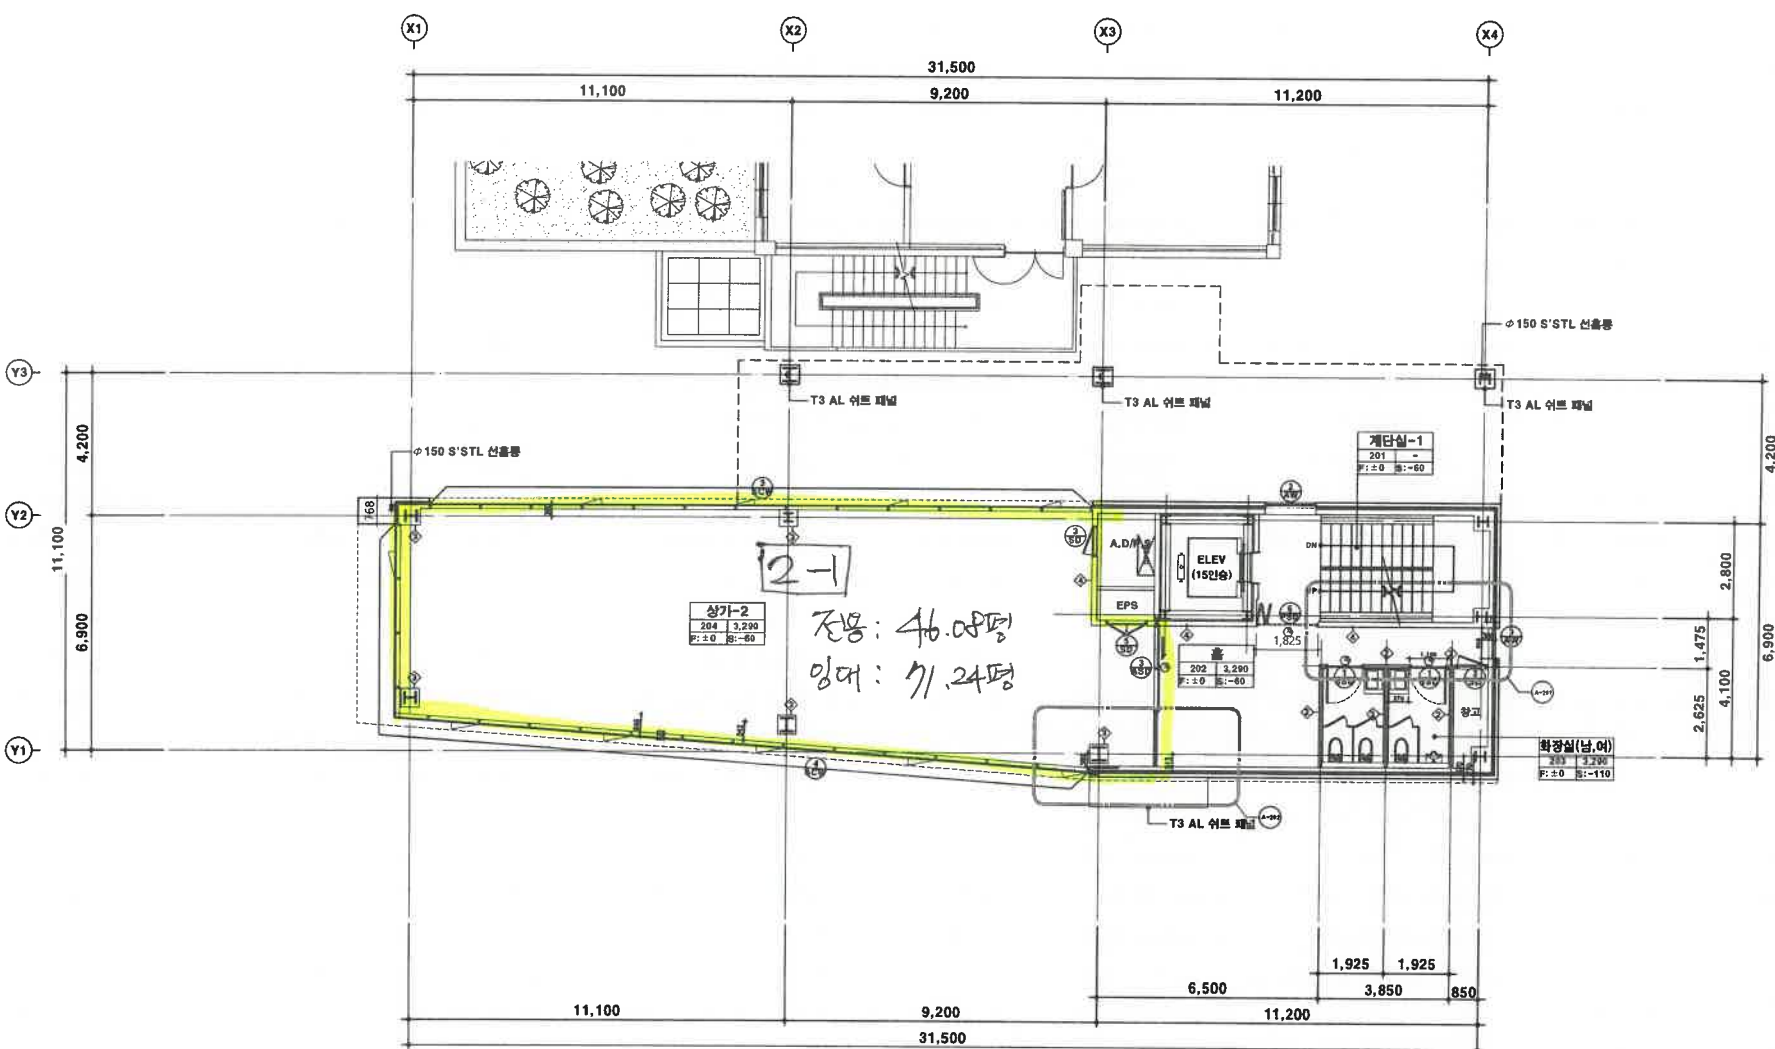 X1
X2
X3
X4
31,500
11,100
9,200
11,200
Φ150 S'STL 선홈통
Y3
T3 AL 쉬트 패널
T3 AL 쉬트 패널
T3 AL 쉬트 패널
4,200
4,200
Φ150 S'STL 선홈통
계단실-1
201 -
F:±0 S:-60
768
Y2
3
2
AW
3
SD
A.D/
DN
ELEV
(15인승)
11,100
2-1
EPS
2,800
상가-2
204 3,290
F:±0 S:-60
전용: 46.08평
임대: 71.24평
6,900
6,900
1,825
홀
202 3,290
F:±0 S:-60
1,475
4,100
2,625
A-201
창고
화장실(남,여)
203 3,290
F:±0 S:-110
Y1
T3 AL 쉬트 패널
A-202
1,925
1,925
6,500
3,850
850
11,100
9,200
11,200
31,500